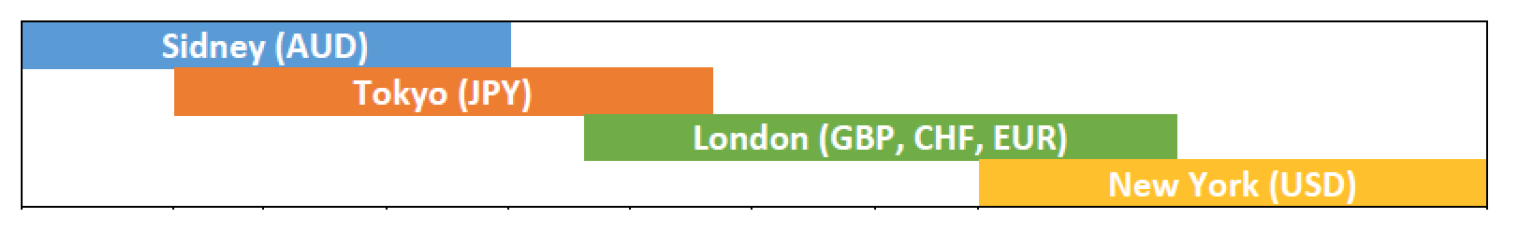 Sidney (AUD)
Tokyo (JPY)
London (GBP, CHF, EUR)
New York (USD)